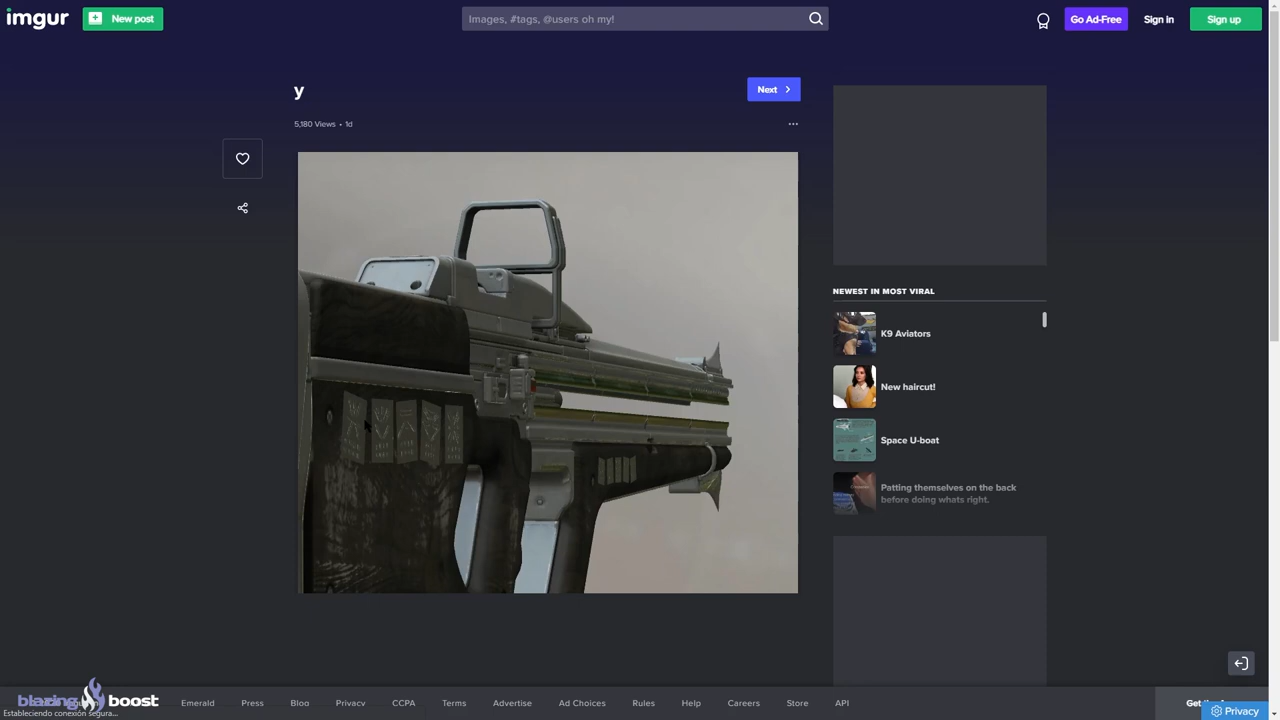 imgur
New post
Images, #tags, @users oh my!
Go Ad-Free
Sign in
Sign up
y
Next
5,180 Views • 1d
NEWEST IN MOST VIRAL
K9 Aviators
New haircut!
Space U-boat
Patting themselves on the back
before doing whats right.
blazing boost
Emerald
Press
Blog
Privacy
CCPA
Terms
Advertise
Ad Choices
Rules
Help
Careers
Store
API
Get
Privacy
Estableciendo conexión segura...